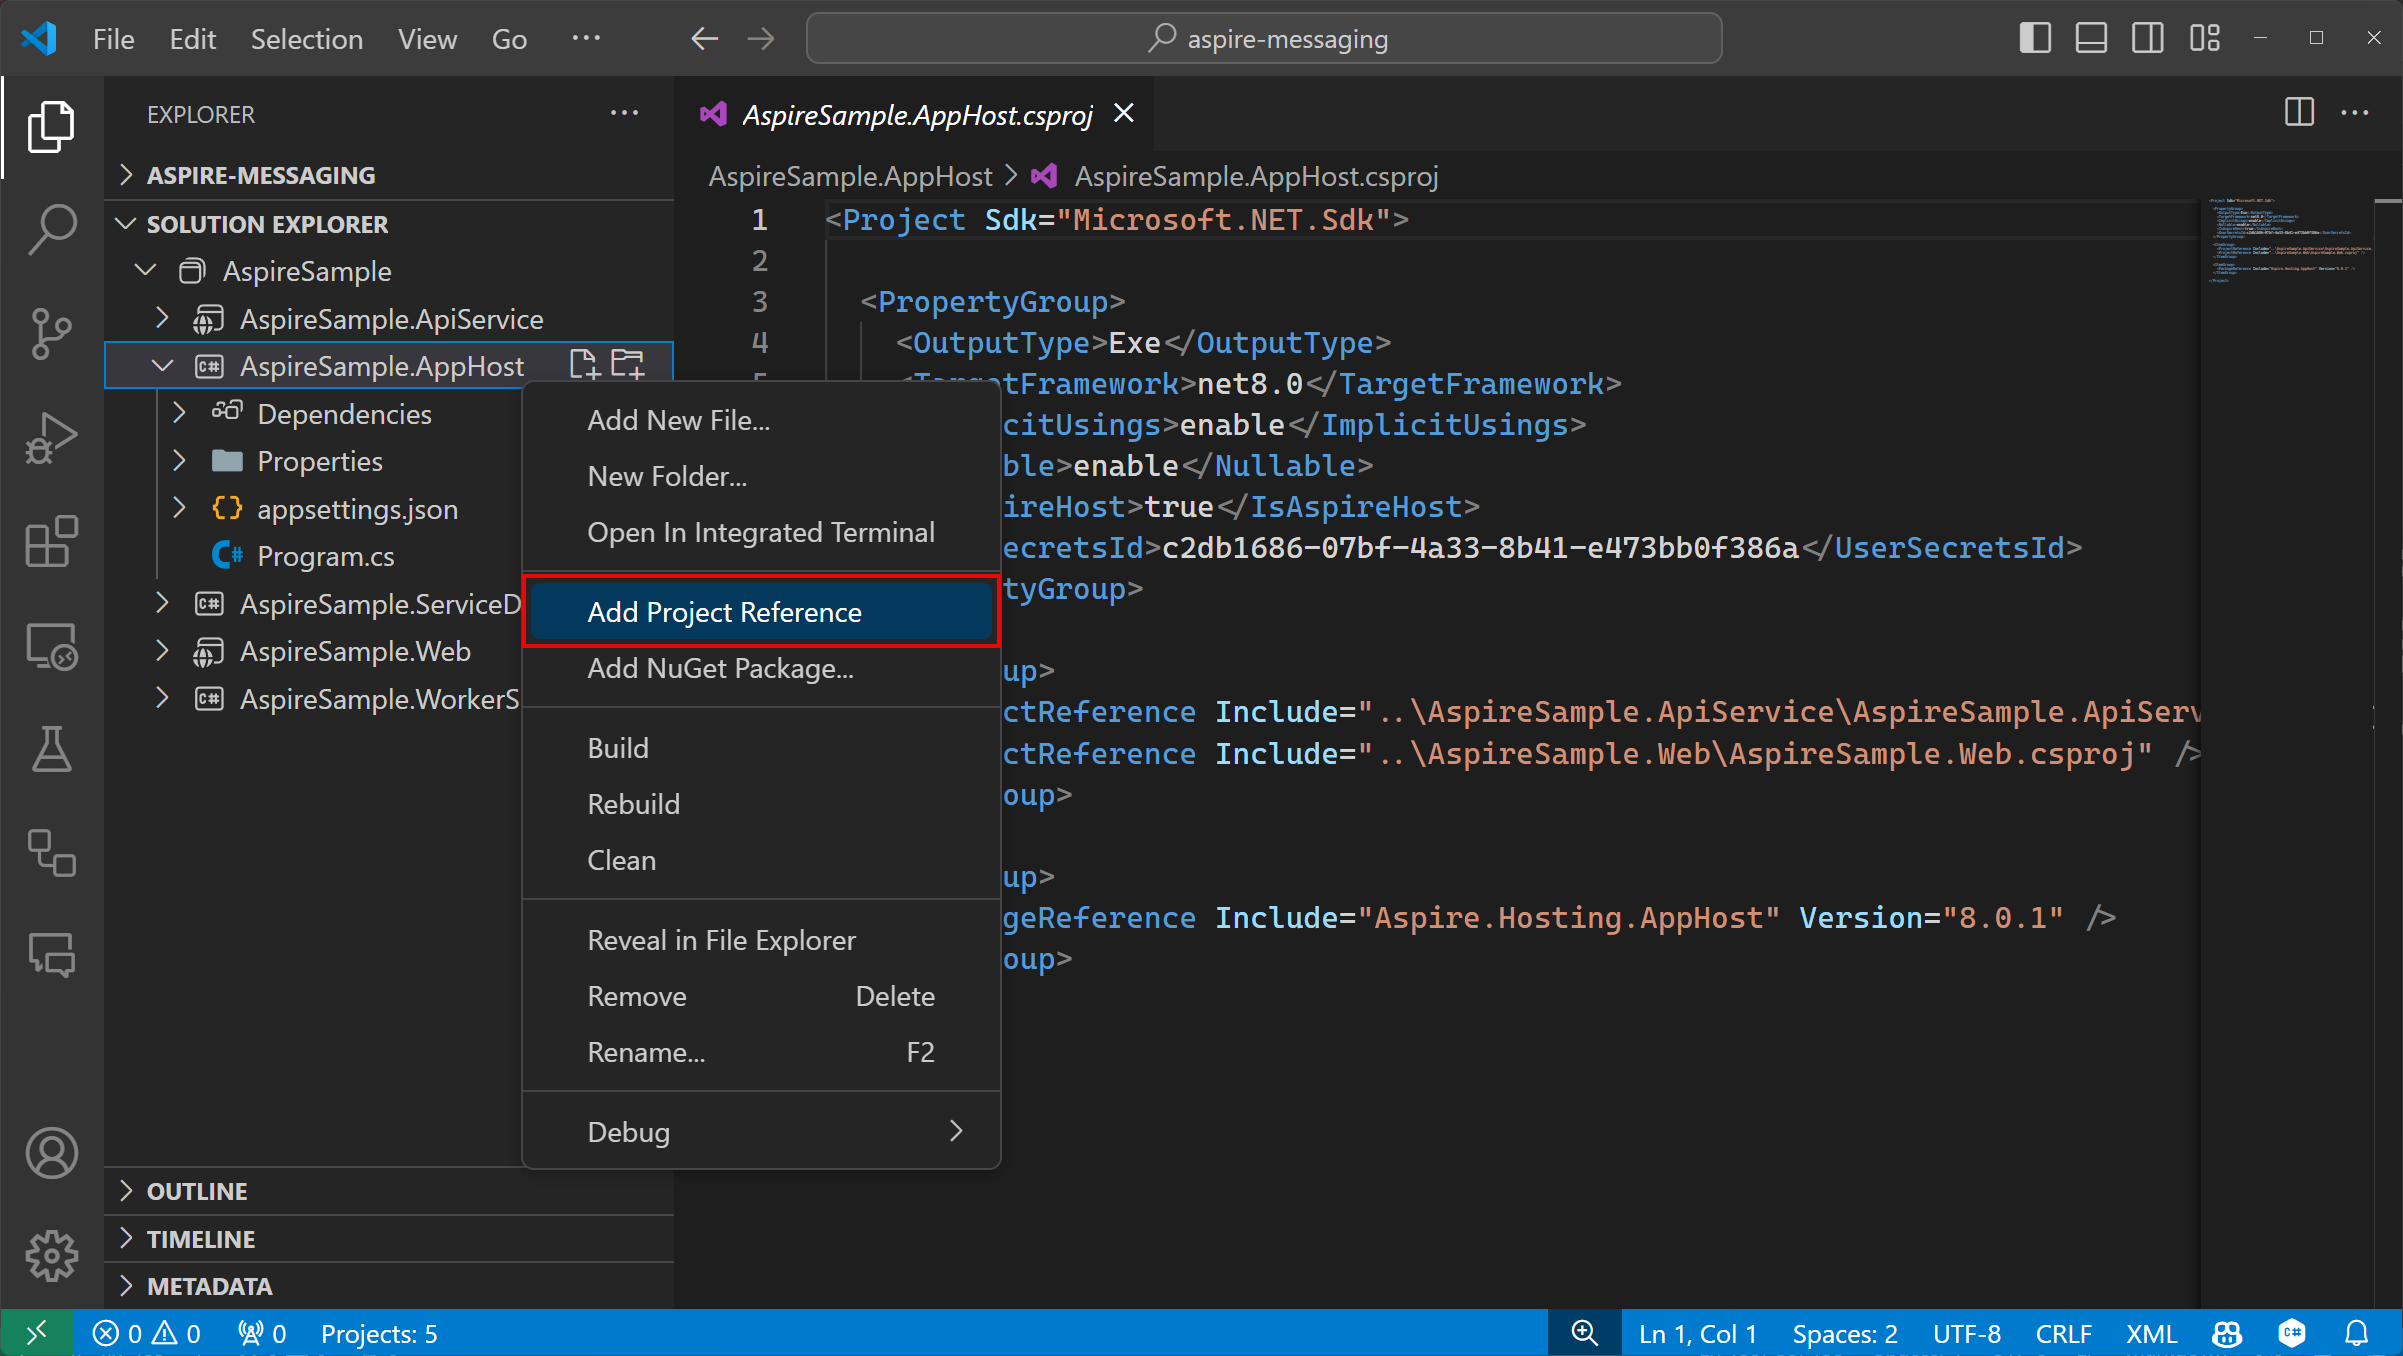 File Edit Selection View Go ···
aspire-messaging
EXPLORER
ASPIRE-MESSAGING
SOLUTION EXPLORER
AspireSample
AspireSample.ApiService
AspireSample.AppHost
Dependencies
Properties
appsettings.json
Program.cs
AspireSample.ServiceD
AspireSample.Web
AspireSample.WorkerS
OUTLINE
TIMELINE
METADATA
Add New File...
New Folder...
Open In Integrated Terminal
Add Project Reference
Add NuGet Package...
Build
Rebuild
Clean
Reveal in File Explorer
Remove Delete
Rename... F2
Debug
AspireSample.AppHost.csproj
AspireSample.AppHost > AspireSample.AppHost.csproj
1 <Project Sdk="Microsoft.NET.Sdk">
2
3 <PropertyGroup>
4 <OutputType>Exe</OutputType>
tFramework>net8.0</TargetFramework>
citUsings>enable</ImplicitUsings>
ble>enable</Nullable>
ireHost>true</IsAspireHost>
ecretsId>c2db1686-07bf-4a33-8b41-e473bb0f386a</UserSecretsId>
tyGroup>
up>
ctReference Include="..\AspireSample.ApiService\AspireSample.ApiServ
ctReference Include="..\AspireSample.Web\AspireSample.Web.csproj" />
oup>
up>
geReference Include="Aspire.Hosting.AppHost" Version="8.0.1" />
oup>
0 0 0 Projects: 5
Ln 1, Col 1 Spaces: 2 UTF-8 CRLF XML